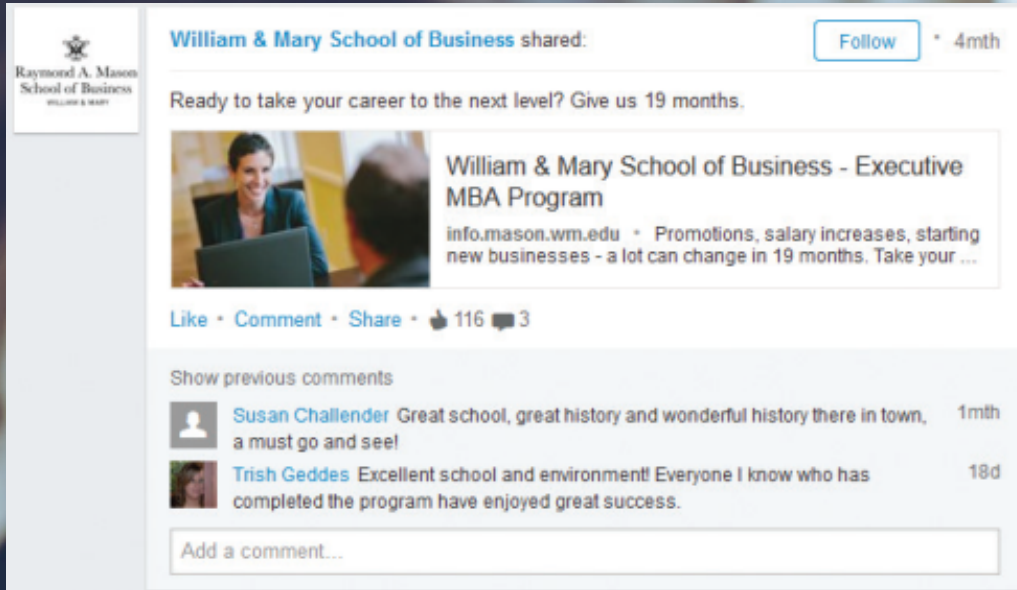 Raymond A. Mason
School of Business
WILLIAM & MARY
William & Mary School of Business shared:
Follow • 4mth
Ready to take your career to the next level? Give us 19 months.
William & Mary School of Business - Executive
MBA Program
info.mason.wm.edu • Promotions, salary increases, starting
new businesses - a lot can change in 19 months. Take your ...
Like • Comment • Share • 116 3
Show previous comments
Susan Challender Great school, great history and wonderful history there in town, 1mth
a must go and see!
Trish Geddes Excellent school and environment! Everyone I know who has 18d
completed the program have enjoyed great success.
Add a comment...